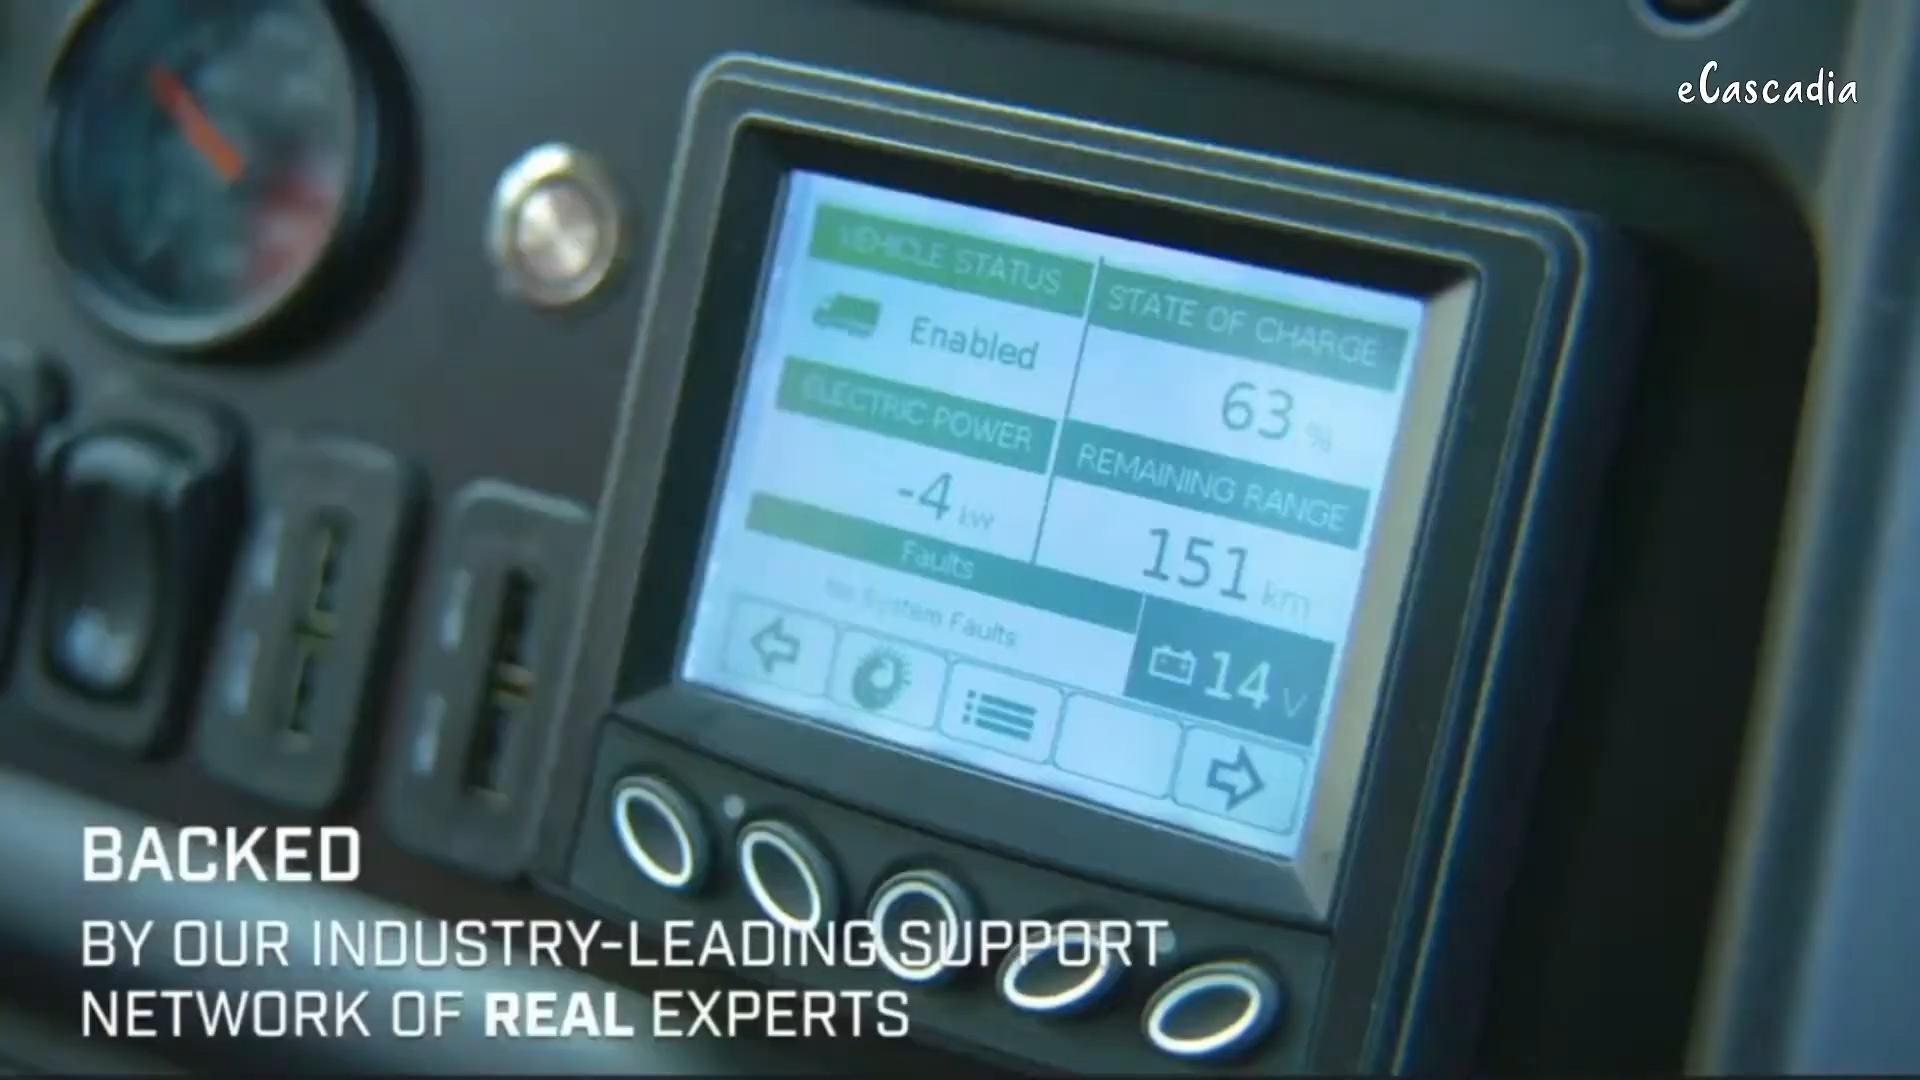 eCascadia
VEHICLE STATUS
Enabled
STATE OF CHARGE
63 %
ELECTRIC POWER
-4 kW
REMAINING RANGE
151 km
Faults
No System Faults
14 V
BACKED
BY OUR INDUSTRY-LEADING SUPPORT
NETWORK OF REAL EXPERTS